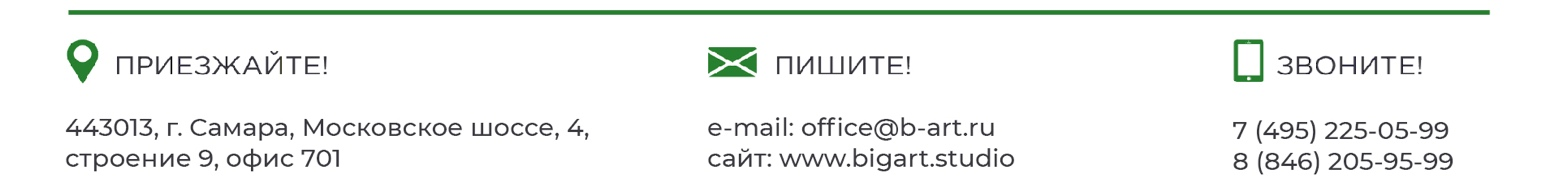 ПРИЕЗЖАЙТЕ!
443013, г. Самара, Московское шоссе, 4,
строение 9, офис 701
ПИШИТЕ!
e-mail: office@b-art.ru
сайт: www.bigart.studio
ЗВОНИТЕ!
7 (495) 225-05-99
8 (846) 205-95-99